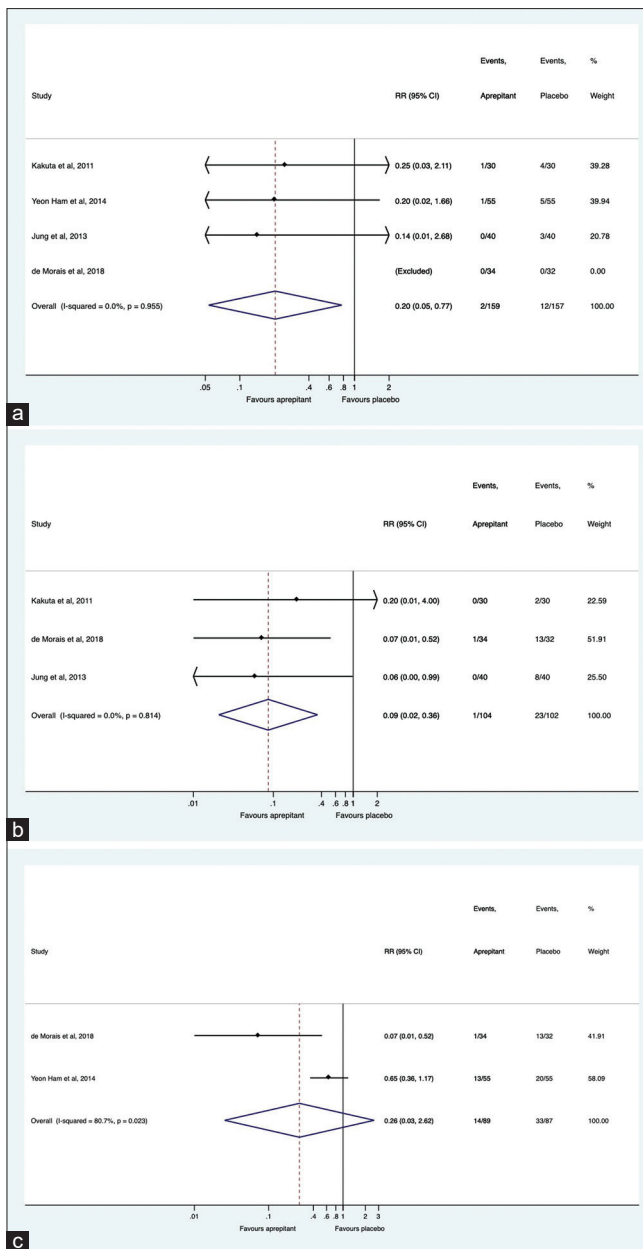 Events, Events, %
Study RR (95% CI) Aprepitant Placebo Weight
Kakuta et al, 2011 0.25 (0.03, 2.11) 1/30 4/30 39.28
Yeon Ham et al, 2014 0.20 (0.02, 1.66) 1/55 5/55 39.94
Jung et al, 2013 0.14 (0.01, 2.68) 0/40 3/40 20.78
de Morais et al, 2018 (Excluded) 0/34 0/32 0.00
Overall (I-squared = 0.0%, p = 0.955) 0.20 (0.05, 0.77) 2/159 12/157 100.00
.05 .1 .4 .6 .8 1 2
Favours aprepitant Favours placebo
a
Events, Events, %
Study RR (95% CI) Aprepitant Placebo Weight
Kakuta et al, 2011 0.20 (0.01, 4.00) 0/30 2/30 22.59
de Morais et al, 2018 0.07 (0.01, 0.52) 1/34 13/32 51.91
Jung et al, 2013 0.06 (0.00, 0.99) 0/40 8/40 25.50
Overall (I-squared = 0.0%, p = 0.814) 0.09 (0.02, 0.36) 1/104 23/102 100.00
.01 .1 .4 .6 .8 1 2
Favours aprepitant Favours placebo
b
Events, Events, %
Study RR (95% CI) Aprepitant Placebo Weight
de Morais et al, 2018 0.07 (0.01, 0.52) 1/34 13/32 41.91
Yeon Ham et al, 2014 0.65 (0.36, 1.17) 13/55 20/55 58.09
Overall (I-squared = 80.7%, p = 0.023) 0.26 (0.03, 2.62) 14/89 33/87 100.00
.01 .1 .4 .6 .8 1 2 3
Favours aprepitant Favours placebo
c